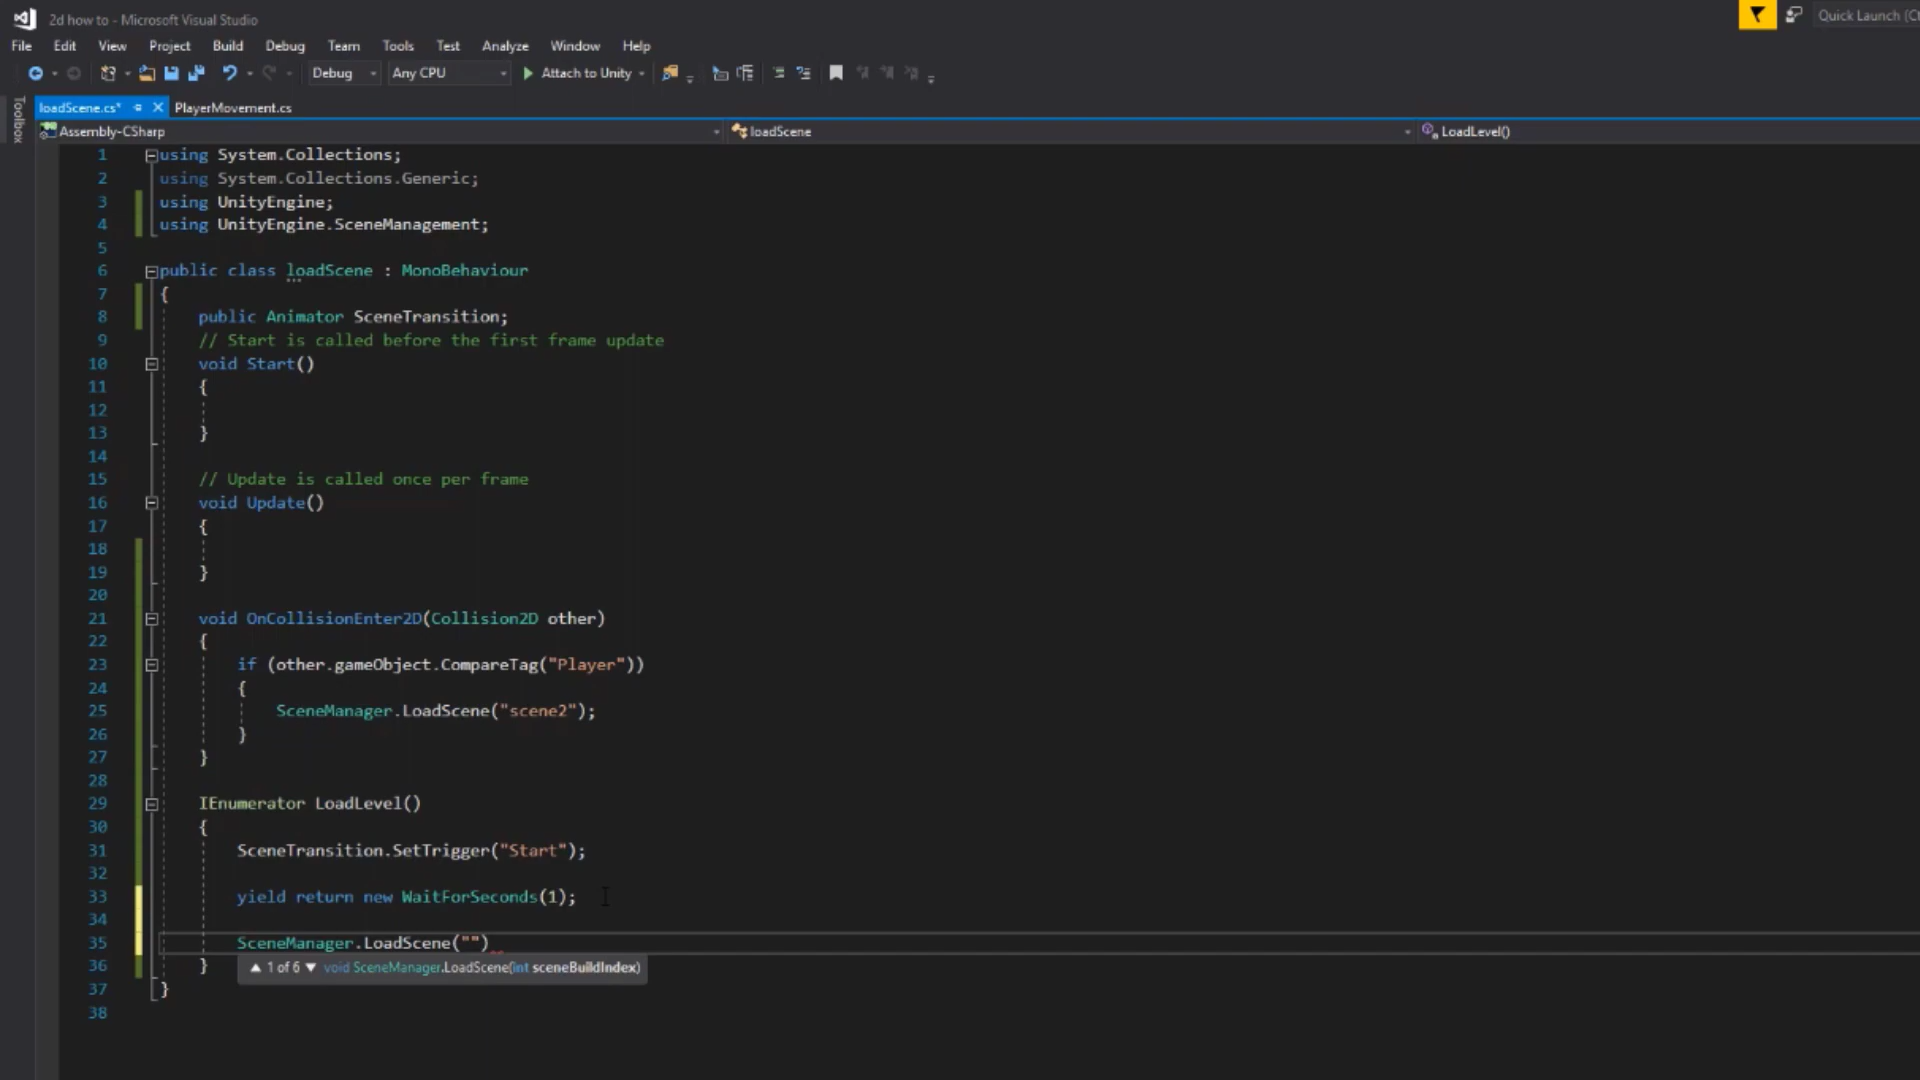 2d how to - Microsoft Visual Studio
Quick Launch (Ct
File Edit View Project Build Debug Team Tools Test Analyze Window Help
Debug Any CPU Attach to Unity
Toolbox
loadScene.cs* PlayerMovement.cs
Assembly-CSharp loadScene LoadLevel()
1 using System.Collections;
2 using System.Collections.Generic;
3 using UnityEngine;
4 using UnityEngine.SceneManagement;
5
6 public class loadScene : MonoBehaviour
7 {
8 public Animator SceneTransition;
9 // Start is called before the first frame update
10 void Start()
11 {
12
13 }
14
15 // Update is called once per frame
16 void Update()
17 {
18
19 }
20
21 void OnCollisionEnter2D(Collision2D other)
22 {
23 if (other.gameObject.CompareTag("Player"))
24 {
25 SceneManager.LoadScene("scene2");
26 }
27 }
28
29 IEnumerator LoadLevel()
30 {
31 SceneTransition.SetTrigger("Start");
32
33 yield return new WaitForSeconds(1);
34
35 SceneManager.LoadScene("")
36 }
▲ 1 of 6 ▼ void SceneManager.LoadScene(int sceneBuildIndex)
37 }
38